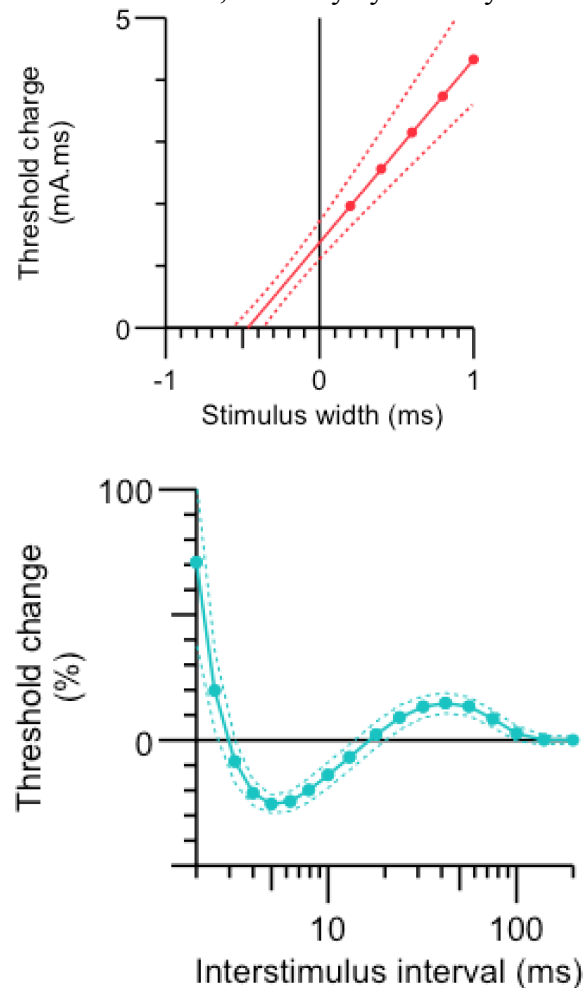 5
Threshold charge
(mA.ms)
0
-1
0
1
Stimulus width (ms)
100
Threshold change
(%)
0
10
100
Interstimulus interval (ms)